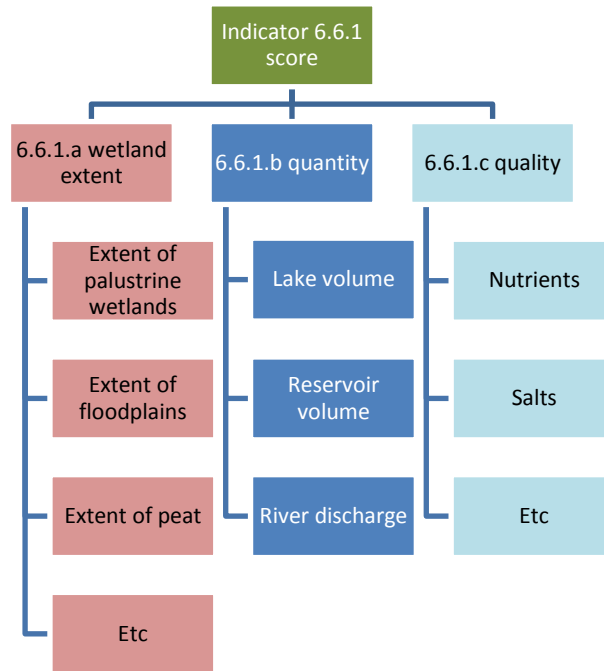 Indicator 6.6.1
score
6.6.1.a wetland
extent
6.6.1.b quantity
6.6.1.c quality
Extent of
palustrine
wetlands
Lake volume
Nutrients
Extent of
floodplains
Reservoir
volume
Salts
Extent of peat
River discharge
Etc
Etc